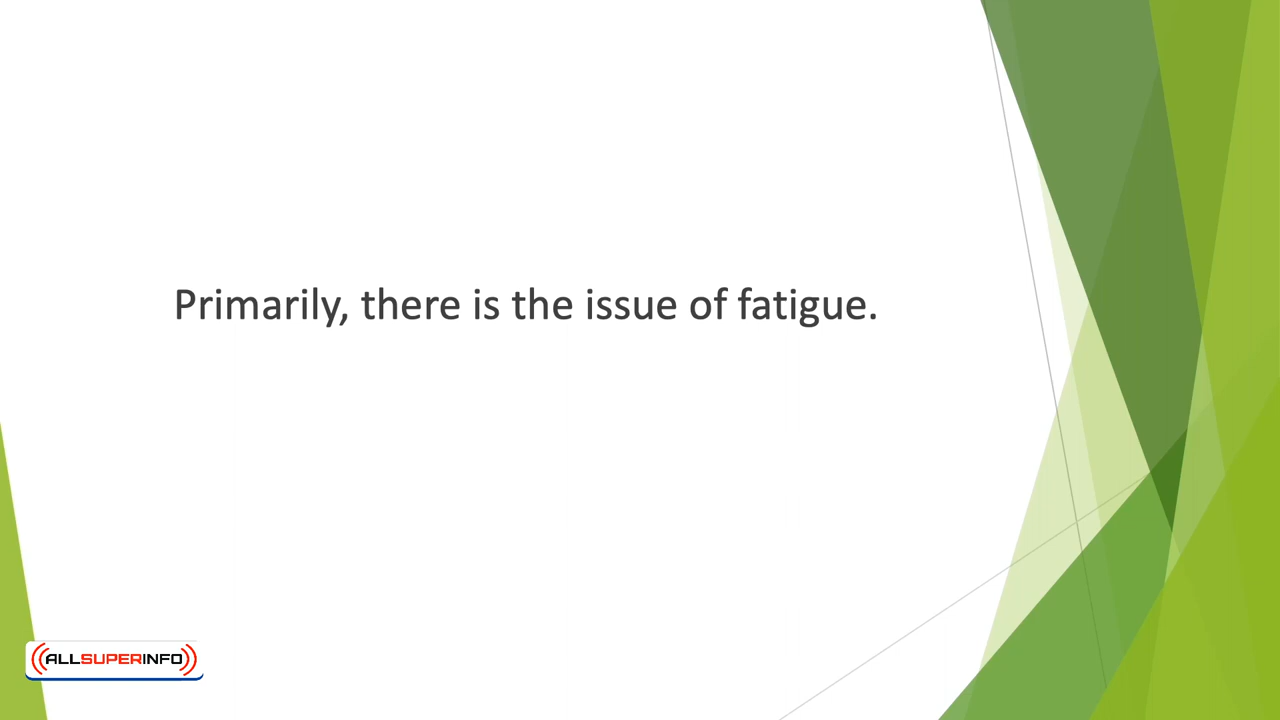 Primarily, there is the issue of fatigue.
ALLSUPERINFO